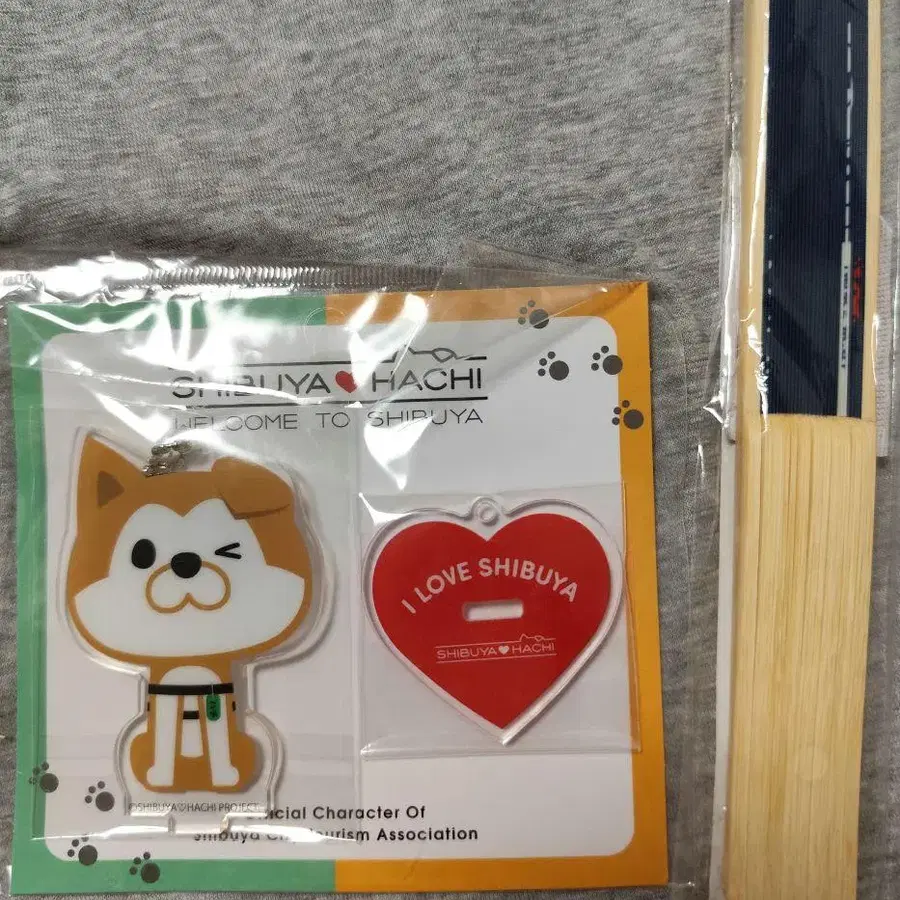 SHIBUYA♥HACHI
WELCOME TO SHIBUYA
I LOVE SHIBUYA
SHIBUYA♥HACHI
©SHIBUYA♡HACHI PROJECT
Official Character Of
Shibuya City Tourism Association